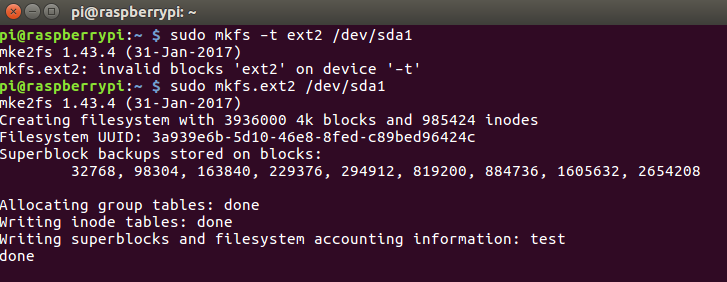 pi@raspberrypi: ~
pi@raspberrypi:~ $ sudo mkfs -t ext2 /dev/sda1
mke2fs 1.43.4 (31-Jan-2017)
mkfs.ext2: invalid blocks 'ext2' on device '-t'
pi@raspberrypi:~ $ sudo mkfs.ext2 /dev/sda1
mke2fs 1.43.4 (31-Jan-2017)
Creating filesystem with 3936000 4k blocks and 985424 inodes
Filesystem UUID: 3a939e6b-5d10-46e8-8fed-c89bed96424c
Superblock backups stored on blocks:
32768, 98304, 163840, 229376, 294912, 819200, 884736, 1605632, 2654208
Allocating group tables: done
Writing inode tables: done
Writing superblocks and filesystem accounting information: test
done